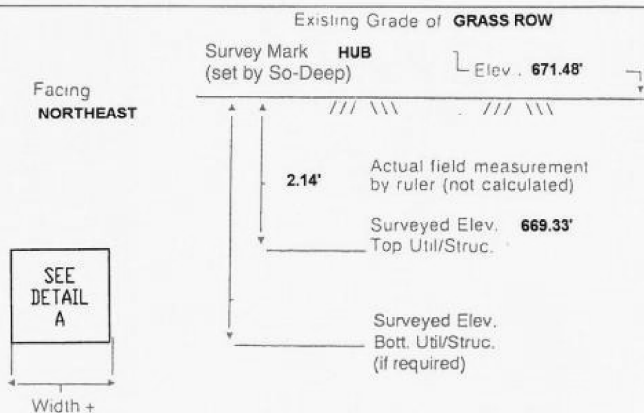 Existing Grade of GRASS ROW
Survey Mark HUB
(set by So-Deep)
Elev. 671.48'
Facing
NORTHEAST
2.14'
Actual field measurement
by ruler (not calculated)
Surveyed Elev. 669.33'
Top Util/Struc.
SEE
DETAIL
A
Surveyed Elev.
Bott. Util/Struc.
(if required)
Width +